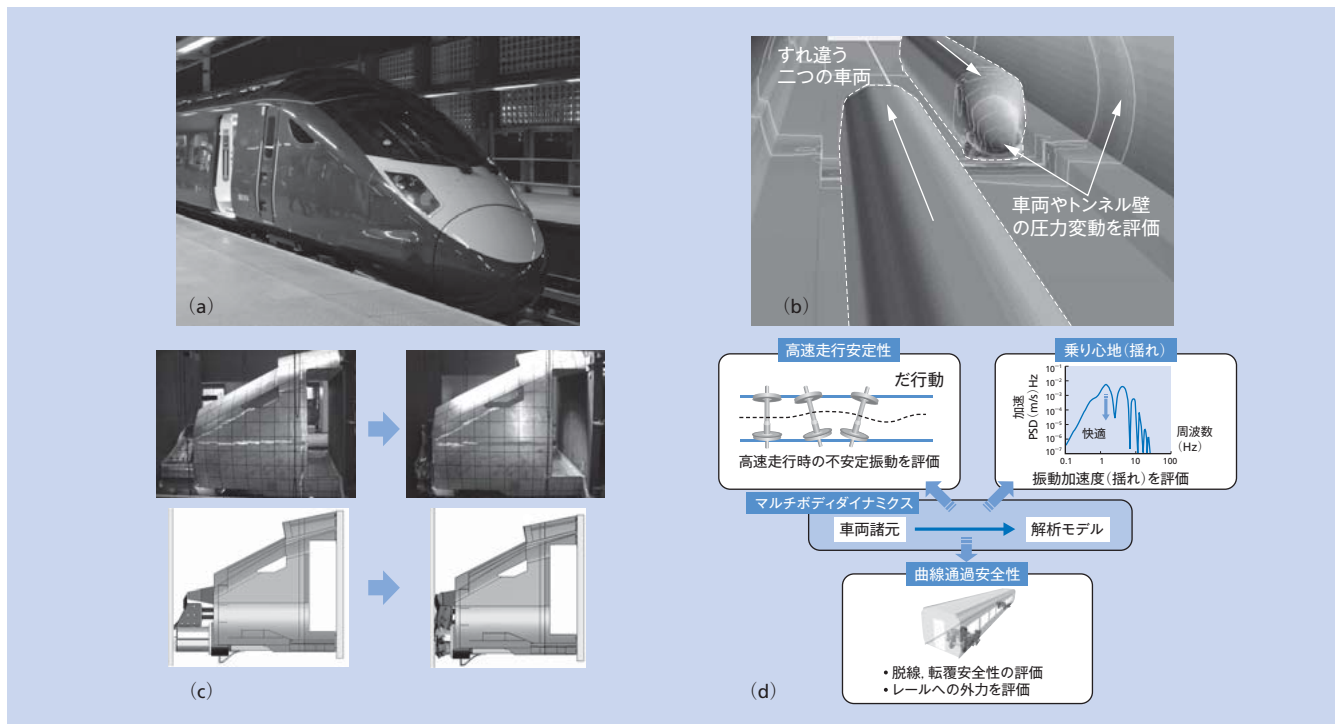 (a)
すれ違う
二つの車両
車両やトンネル壁
の圧力変動を評価
(b)
(c)
高速走行安定性
だ行動
高速走行時の不安定振動を評価
乗り心地(揺れ)
加速
PSD(m/s)/Hz
10⁻¹
10⁻²
10⁻³
10⁻⁴
10⁻⁵
10⁻⁶
10⁻⁷
快適
0.1 1 10 100
周波数
(Hz)
振動加速度(揺れ)を評価
マルチボディダイナミクス
車両諸元
解析モデル
曲線通過安全性
• 脱線, 転覆安全性の評価
• レールへの外力を評価
(d)